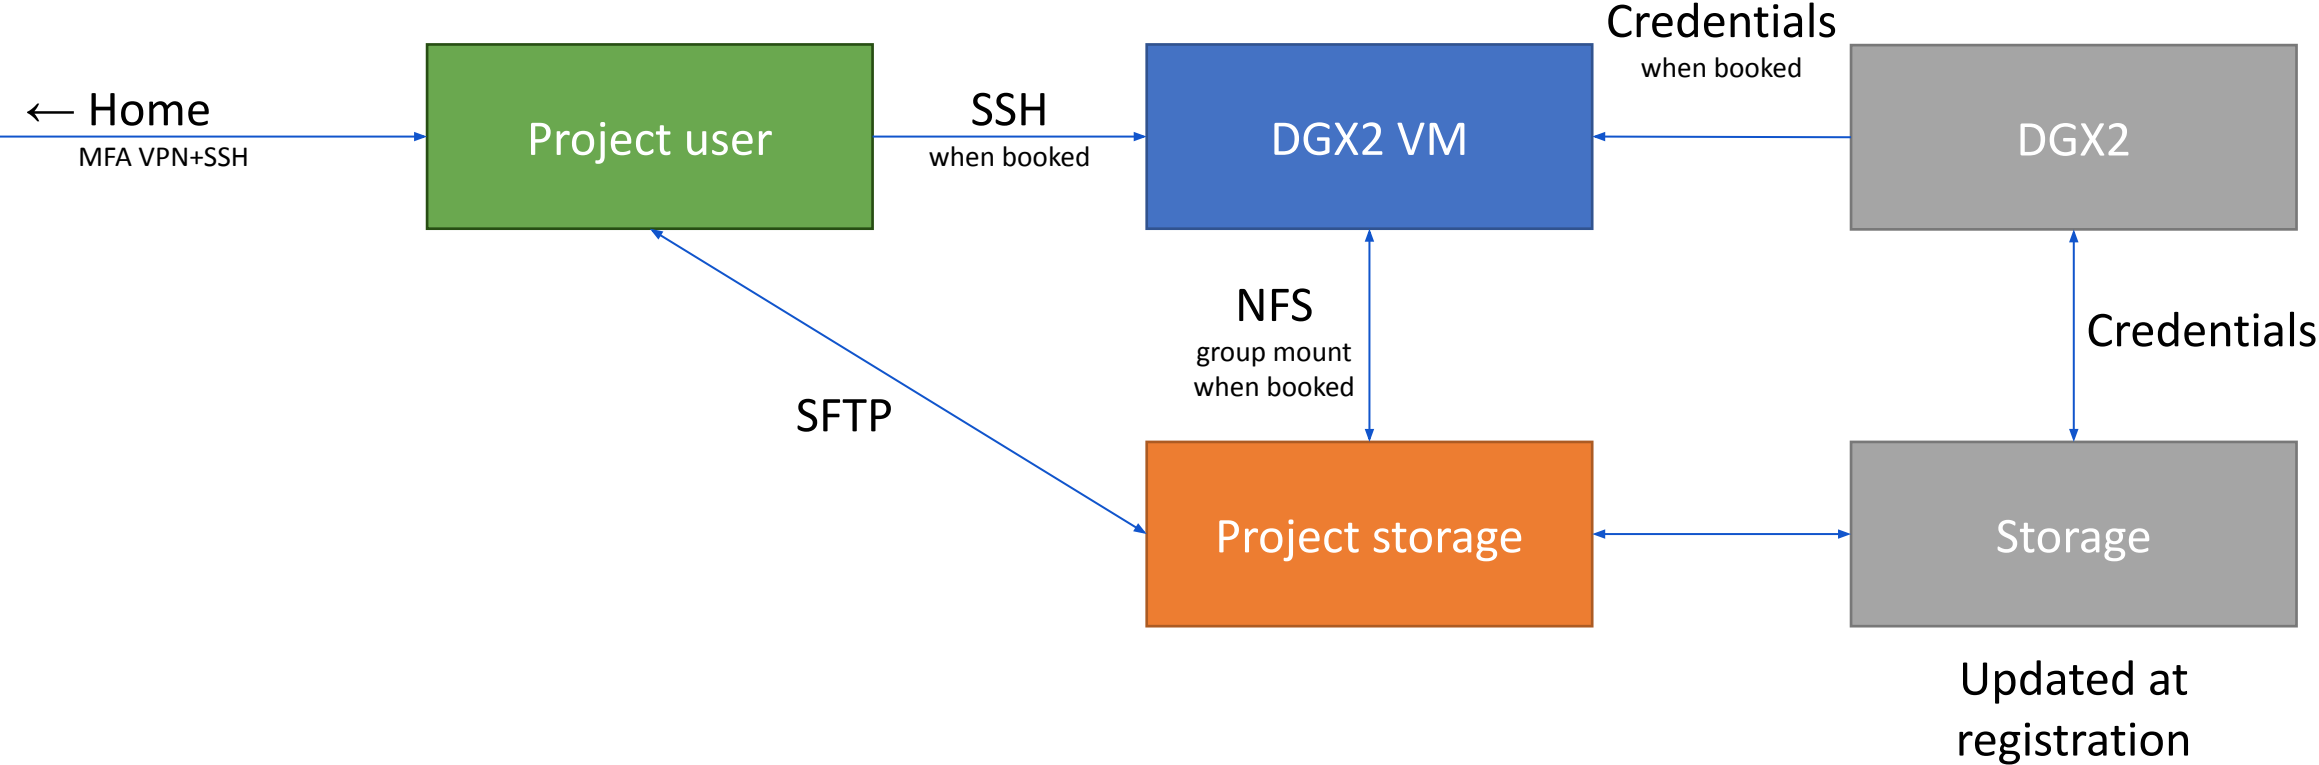 ← Home
MFA VPN+SSH
Project user
SSH
when booked
DGX2 VM
Credentials
when booked
DGX2
NFS
group mount
when booked
Credentials
SFTP
Project storage
Storage
Updated at
registration